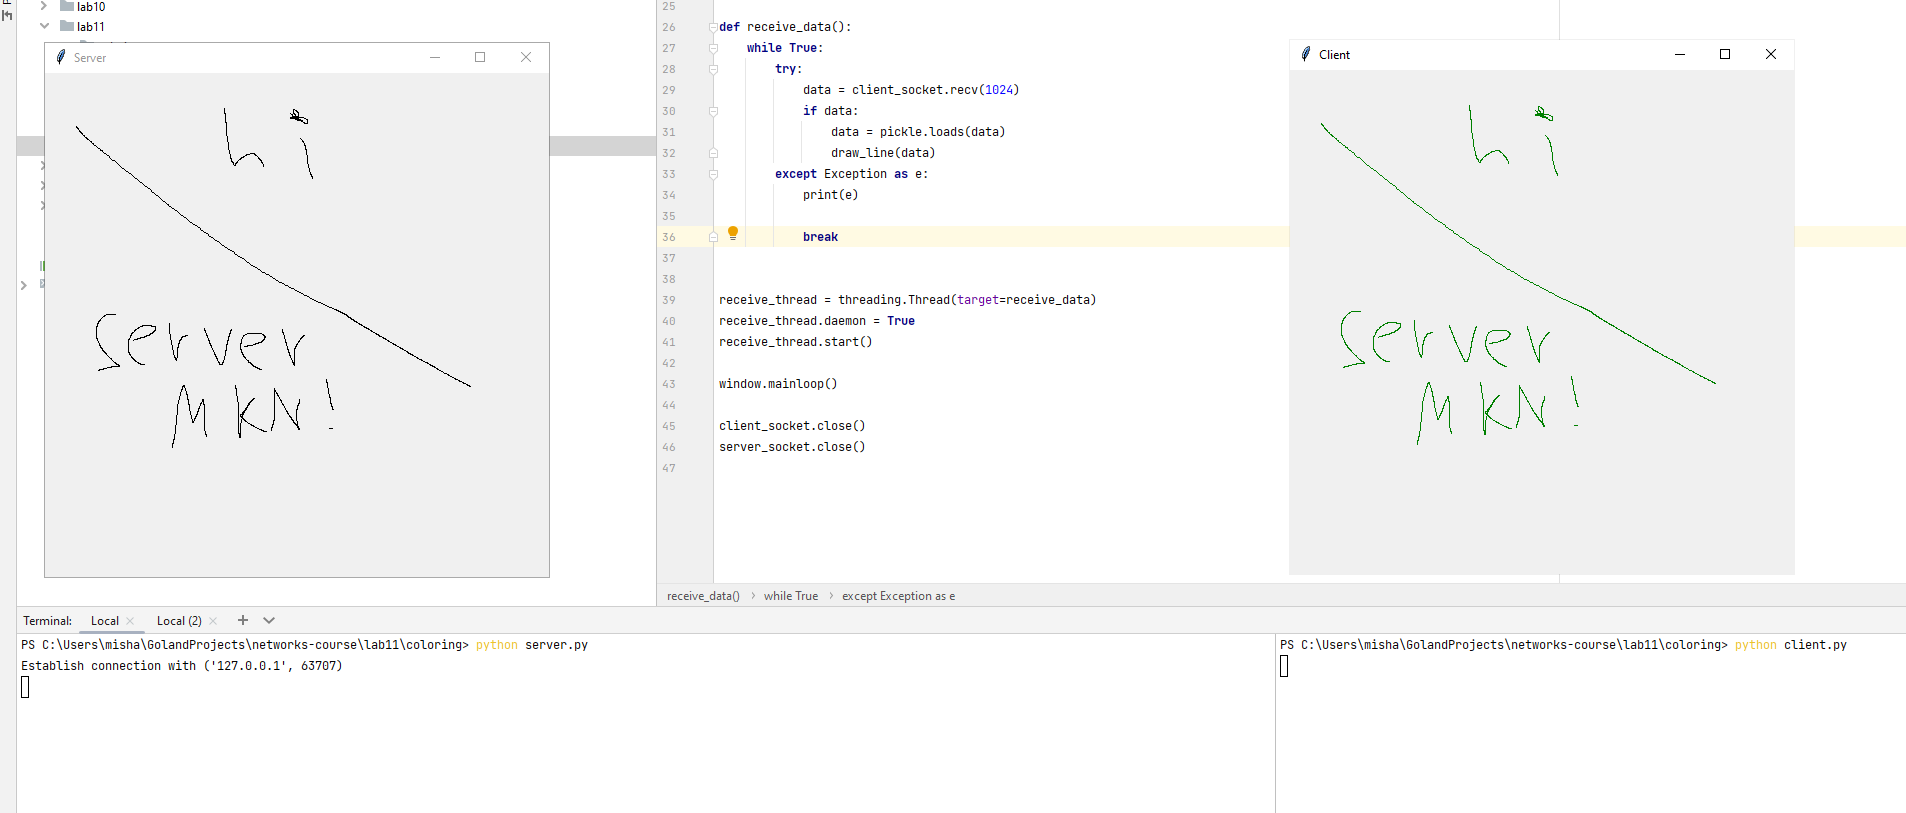 lab10
lab11
Server
hi
Server
MKN!
25
26 def receive_data():
27 while True:
28 try:
29 data = client_socket.recv(1024)
30 if data:
31 data = pickle.loads(data)
32 draw_line(data)
33 except Exception as e:
34 print(e)
35
36 break
37
38
39 receive_thread = threading.Thread(target=receive_data)
40 receive_thread.daemon = True
41 receive_thread.start()
42
43 window.mainloop()
44
45 client_socket.close()
46 server_socket.close()
47
receive_data() › while True › except Exception as e
Client
hi
Server
MKN!
Terminal: Local × Local (2) × +
PS C:\Users\misha\GolandProjects\networks-course\lab11\coloring> python server.py
Establish connection with ('127.0.0.1', 63707)
PS C:\Users\misha\GolandProjects\networks-course\lab11\coloring> python client.py